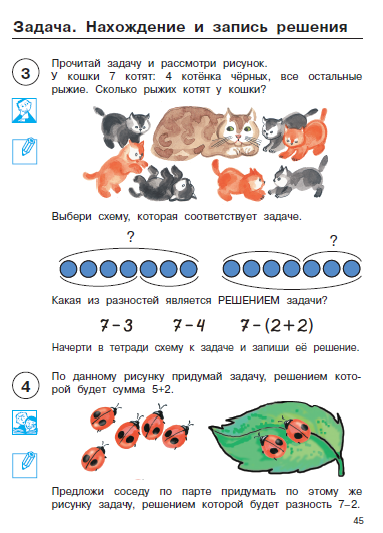 Задача. Нахождение и запись решения
3
Прочитай задачу и рассмотри рисунок.
У кошки 7 котят: 4 котёнка чёрных, все остальные
рыжие. Сколько рыжих котят у кошки?
Выбери схему, которая соответствует задаче.
? ?
Какая из разностей является РЕШЕНИЕМ задачи?
7-3 7-4 7-(2+2)
Начерти в тетради схему к задаче и запиши её решение.
4
По данному рисунку придумай задачу, решением кото-
рой будет сумма 5+2.
Предложи соседу по парте придумать по этому же
рисунку задачу, решением которой будет разность 7–2.
45